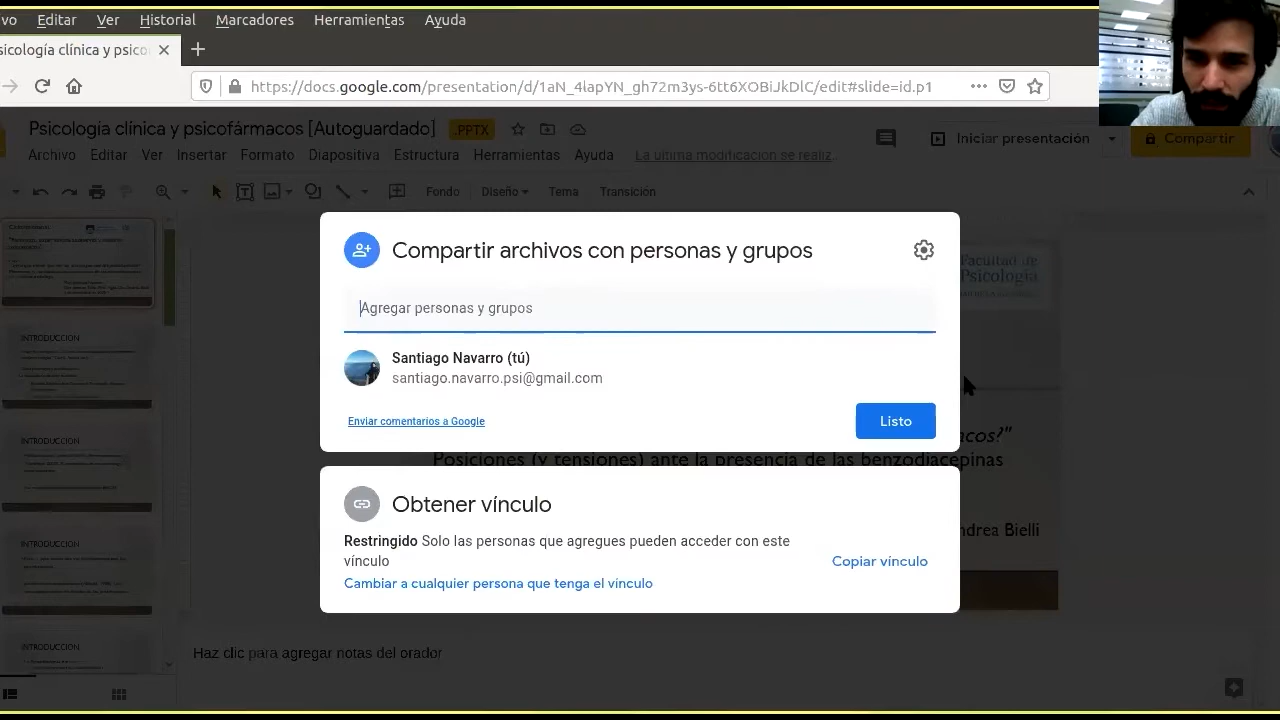 vo Editar Ver Historial Marcadores Herramientas Ayuda
sicología clínica y psico
https://docs.google.com/ tation/d/1aN_4lapYN_gh72m3ys-6tt6XOBiJkDlC/edit#slide=id.p1
Psicología clínica y psicofármacos [Autoguardado] .PPTX
Iniciar presentación
Compartir
Archivo Editar Ver Insertar Formato Diapositiva Estructura Herramientas Ayuda La última modificación se realiz...
Fondo Diseño Tema Transición
Compartir archivos con personas y grupos
Agregar personas y grupos
Santiago Navarro (tú)
santiago.navarro.psi@gmail.com
Enviar comentarios a Google
Listo
Obtener vínculo
Restringido Solo las personas que agregues pueden acceder con este
vínculo
Copiar vínculo
Cambiar a cualquier persona que tenga el vínculo
INTRODUCCION
INTRODUCCION
INTRODUCCION
INTRODUCCION
Facultad de
Psicología
acos?"
Posiciones (y tensiones) ante la presencia de las benzodiacepinas
ndrea Bielli
Haz clic para agregar notas del orador